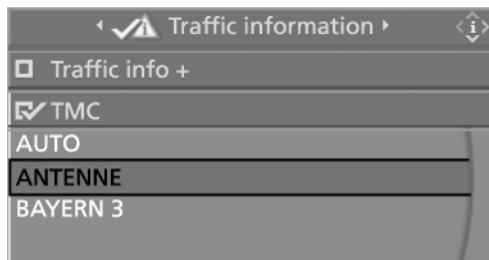 Traffic information
Traffic info +
TMC
AUTO
ANTENNE
BAYERN 3